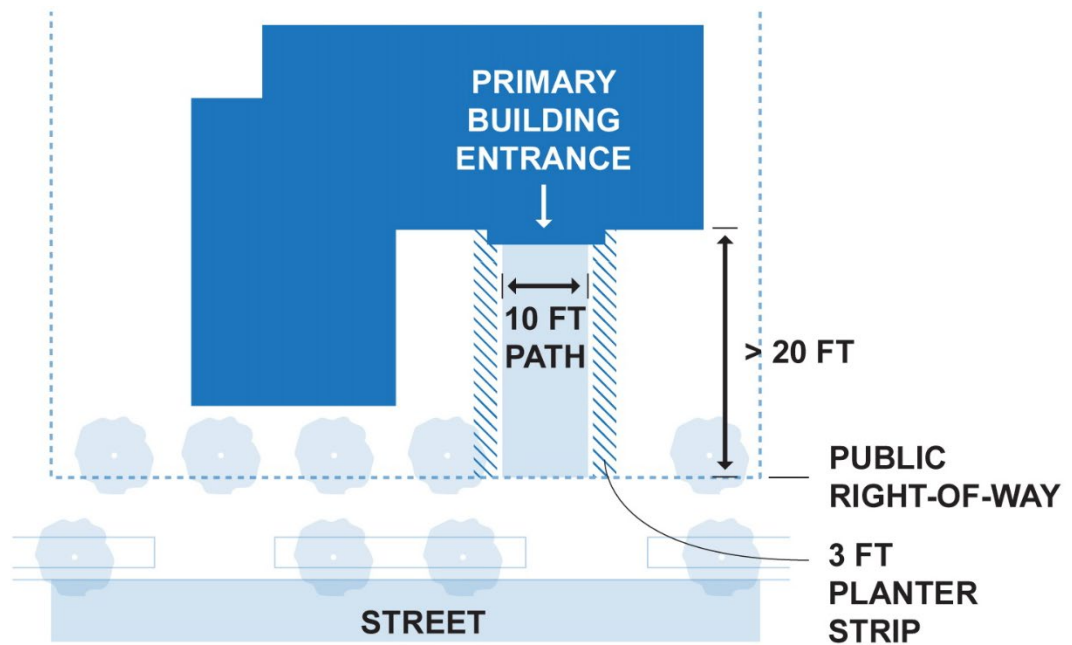 PRIMARY
BUILDING
ENTRANCE
10 FT
PATH
> 20 FT
PUBLIC
RIGHT-OF-WAY
3 FT
PLANTER
STRIP
STREET